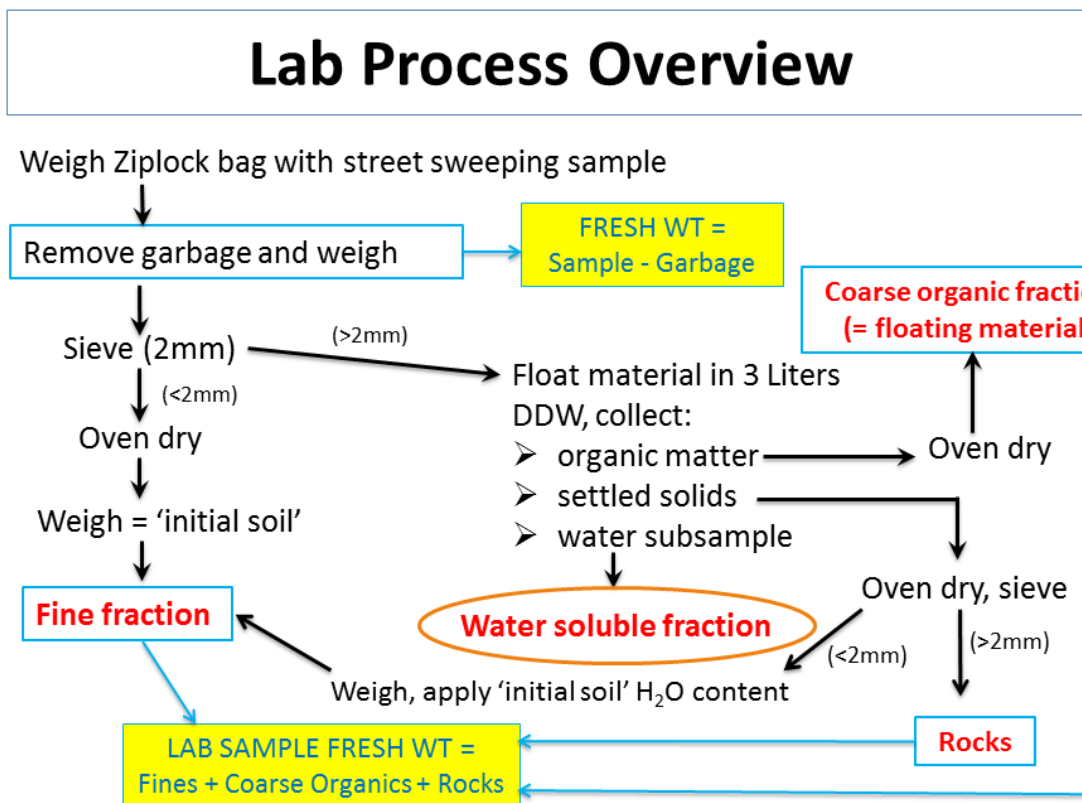 Lab Process Overview
Weigh Ziplock bag with street sweeping sample
Remove garbage and weigh
FRESH WT =
Sample - Garbage
Coarse organic fracti
(= floating material
Sieve (2mm)
(>2mm)
(<2mm)
Float material in 3 Liters
DDW, collect:
➢ organic matter
➢ settled solids
➢ water subsample
Oven dry
Oven dry
Weigh = ‘initial soil’
Oven dry, sieve
Fine fraction
Water soluble fraction
(<2mm)
(>2mm)
Weigh, apply ‘initial soil’ H₂O content
Rocks
LAB SAMPLE FRESH WT =
Fines + Coarse Organics + Rocks